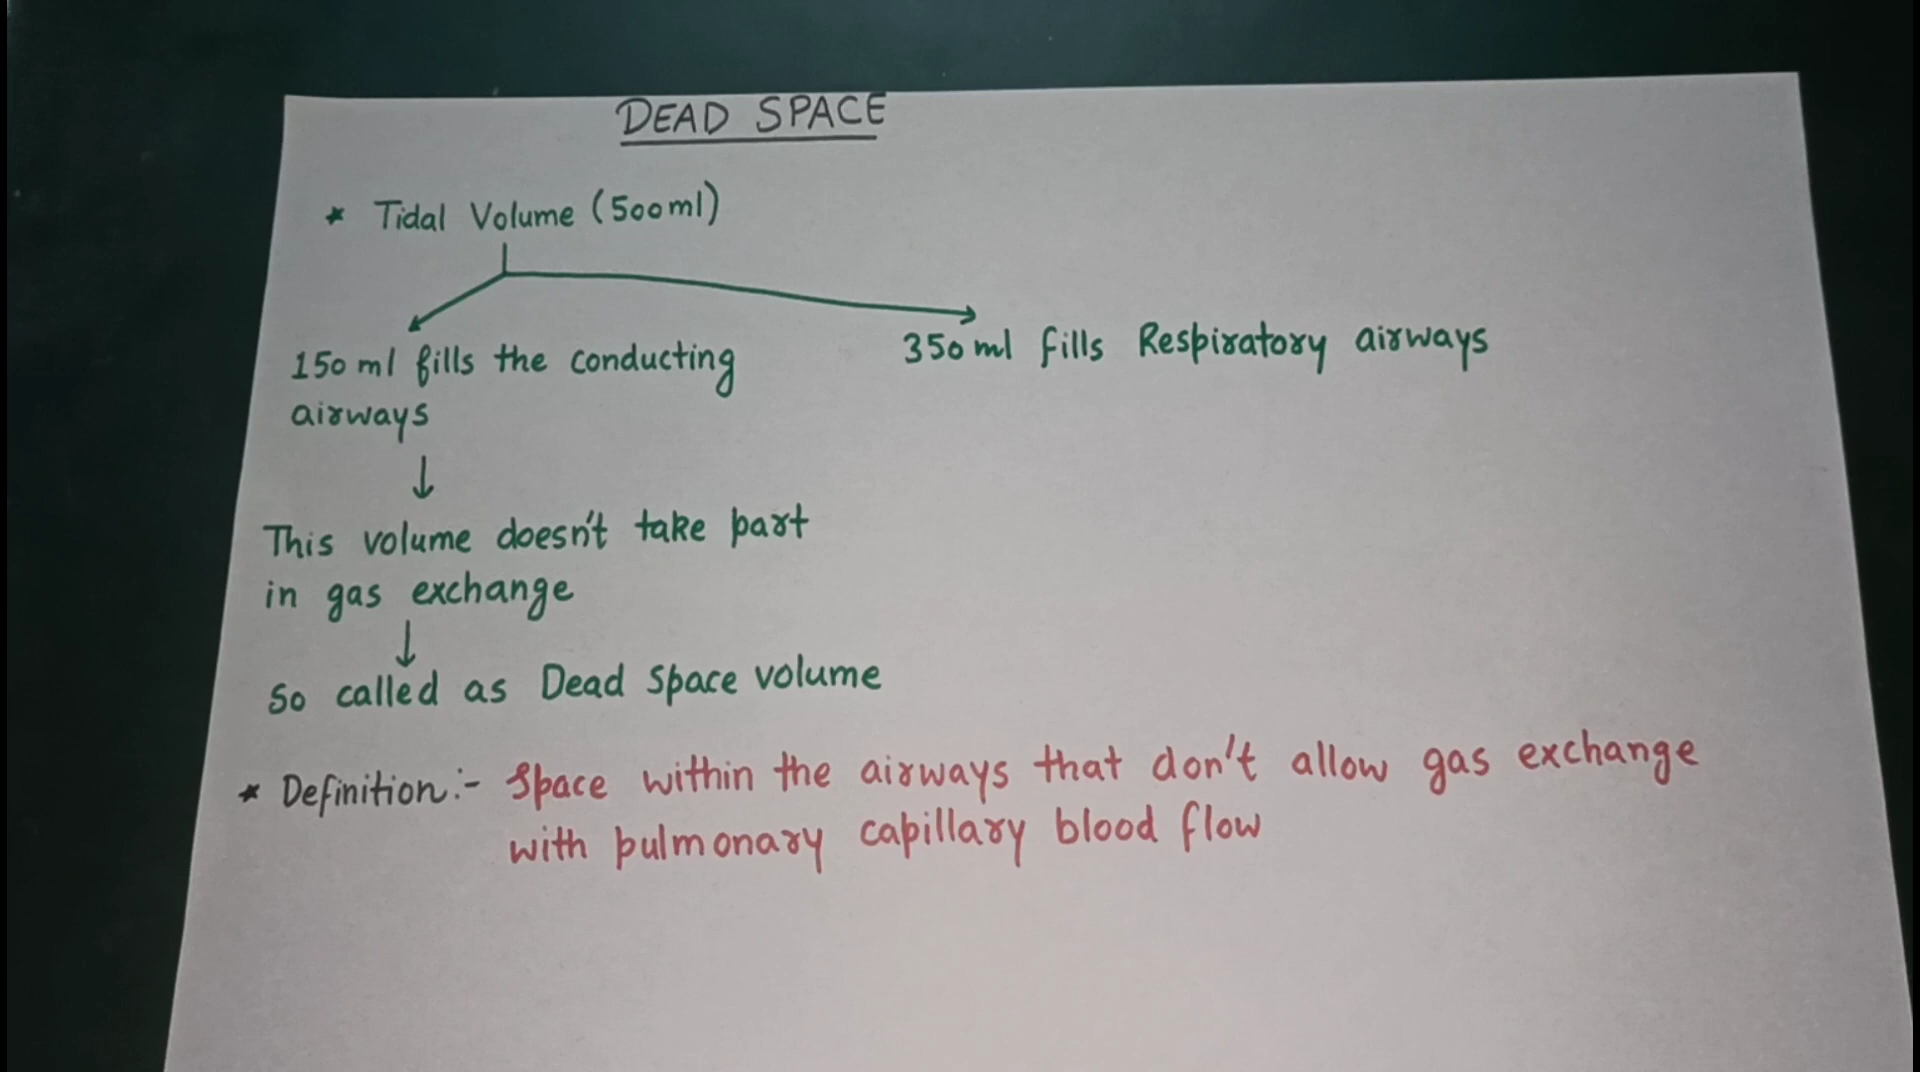 DEAD SPACE
* Tidal Volume (500ml)
150 ml fills the conducting
airways
350 ml fills Respiratory airways
↓
This volume doesn't take part
in gas exchange
↓
So called as Dead Space volume
* Definition:- Space within the airways that don't allow gas exchange
with pulmonary capillary blood flow